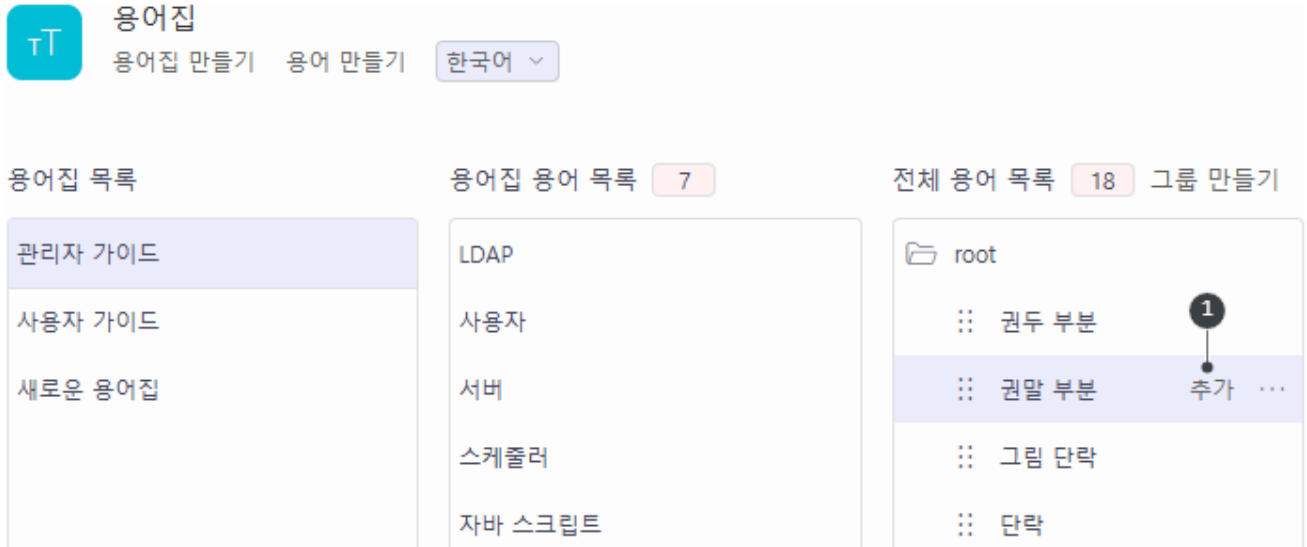 тT
용어집
용어집 만들기 용어 만들기 한국어
용어집 목록
관리자 가이드
사용자 가이드
새로운 용어집
용어집 용어 목록 7
LDAP
사용자
서버
스케줄러
자바 스크립트
전체 용어 목록 18 그룹 만들기
root
권두 부분
1
권말 부분 추가 ···
그림 단락
단락